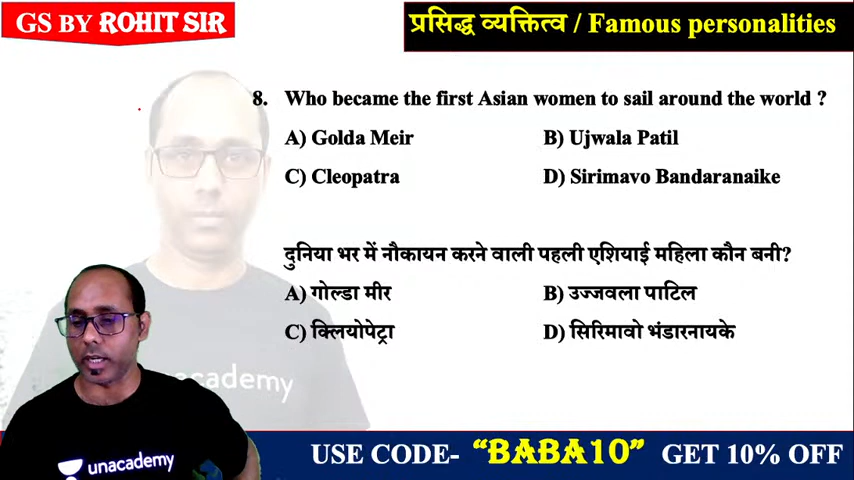 GS BY ROHIT SIR
प्रसिद्ध व्यक्तित्व / Famous personalities
8. Who became the first Asian women to sail around the world ?
A) Golda Meir
B) Ujwala Patil
C) Cleopatra
D) Sirimavo Bandaranaike
दुनिया भर में नौकायन करने वाली पहली एशियाई महिला कौन बनी?
A) गोल्डा मीर
B) उज्जवला पाटिल
C) क्लियोपेट्रा
D) सिरिमावो भंडारनायके
unacademy
unacademy
USE CODE- “BABA10” GET 10% OFF